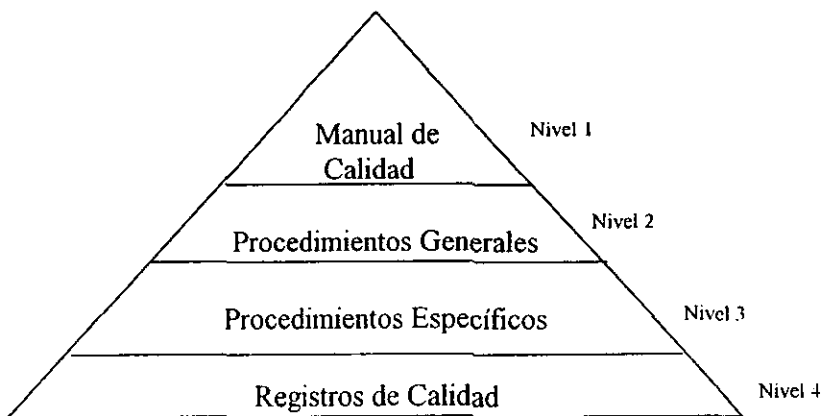 Manual de
Calidad
Nivel 1
Procedimientos Generales
Nivel 2
Procedimientos Específicos
Nivel 3
Registros de Calidad
Nivel 4